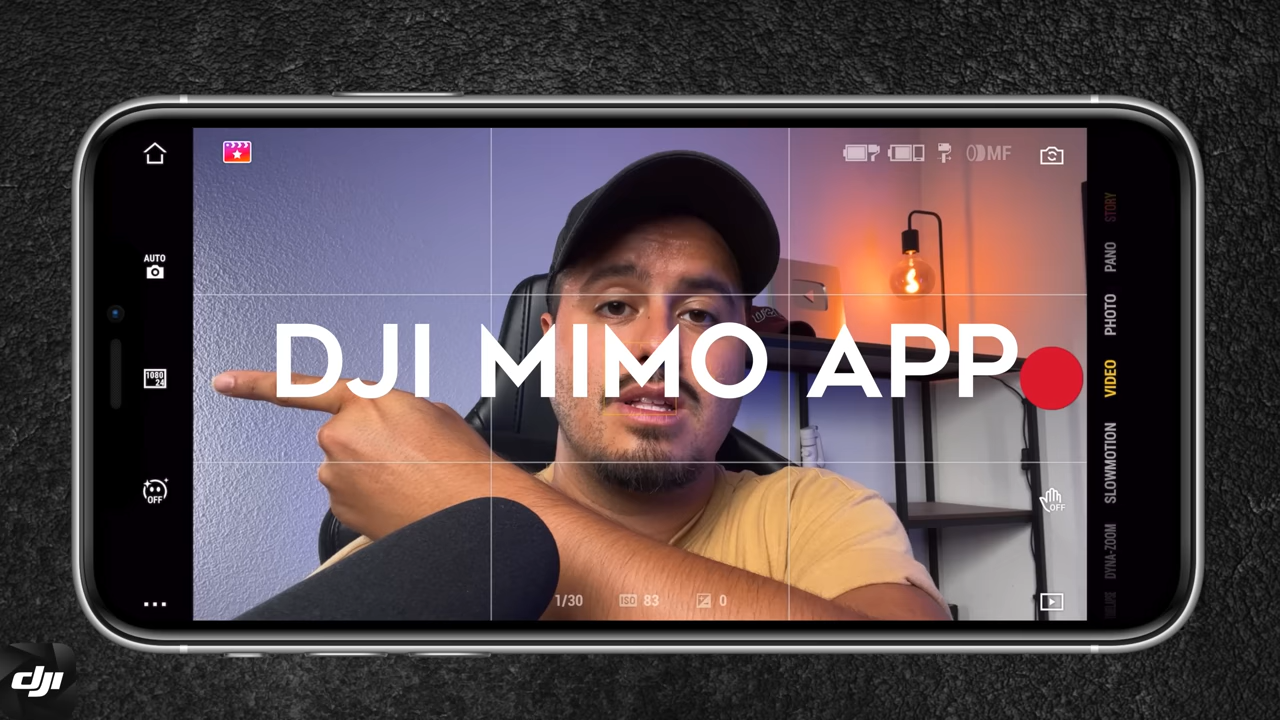 MF
AUTO
1080
24
OFF
DJI MIMO APP
1/30
ISO 83
0
OFF
STORY
PANO
PHOTO
VIDEO
SLOWMOTION
DYNA-ZOOM
dji